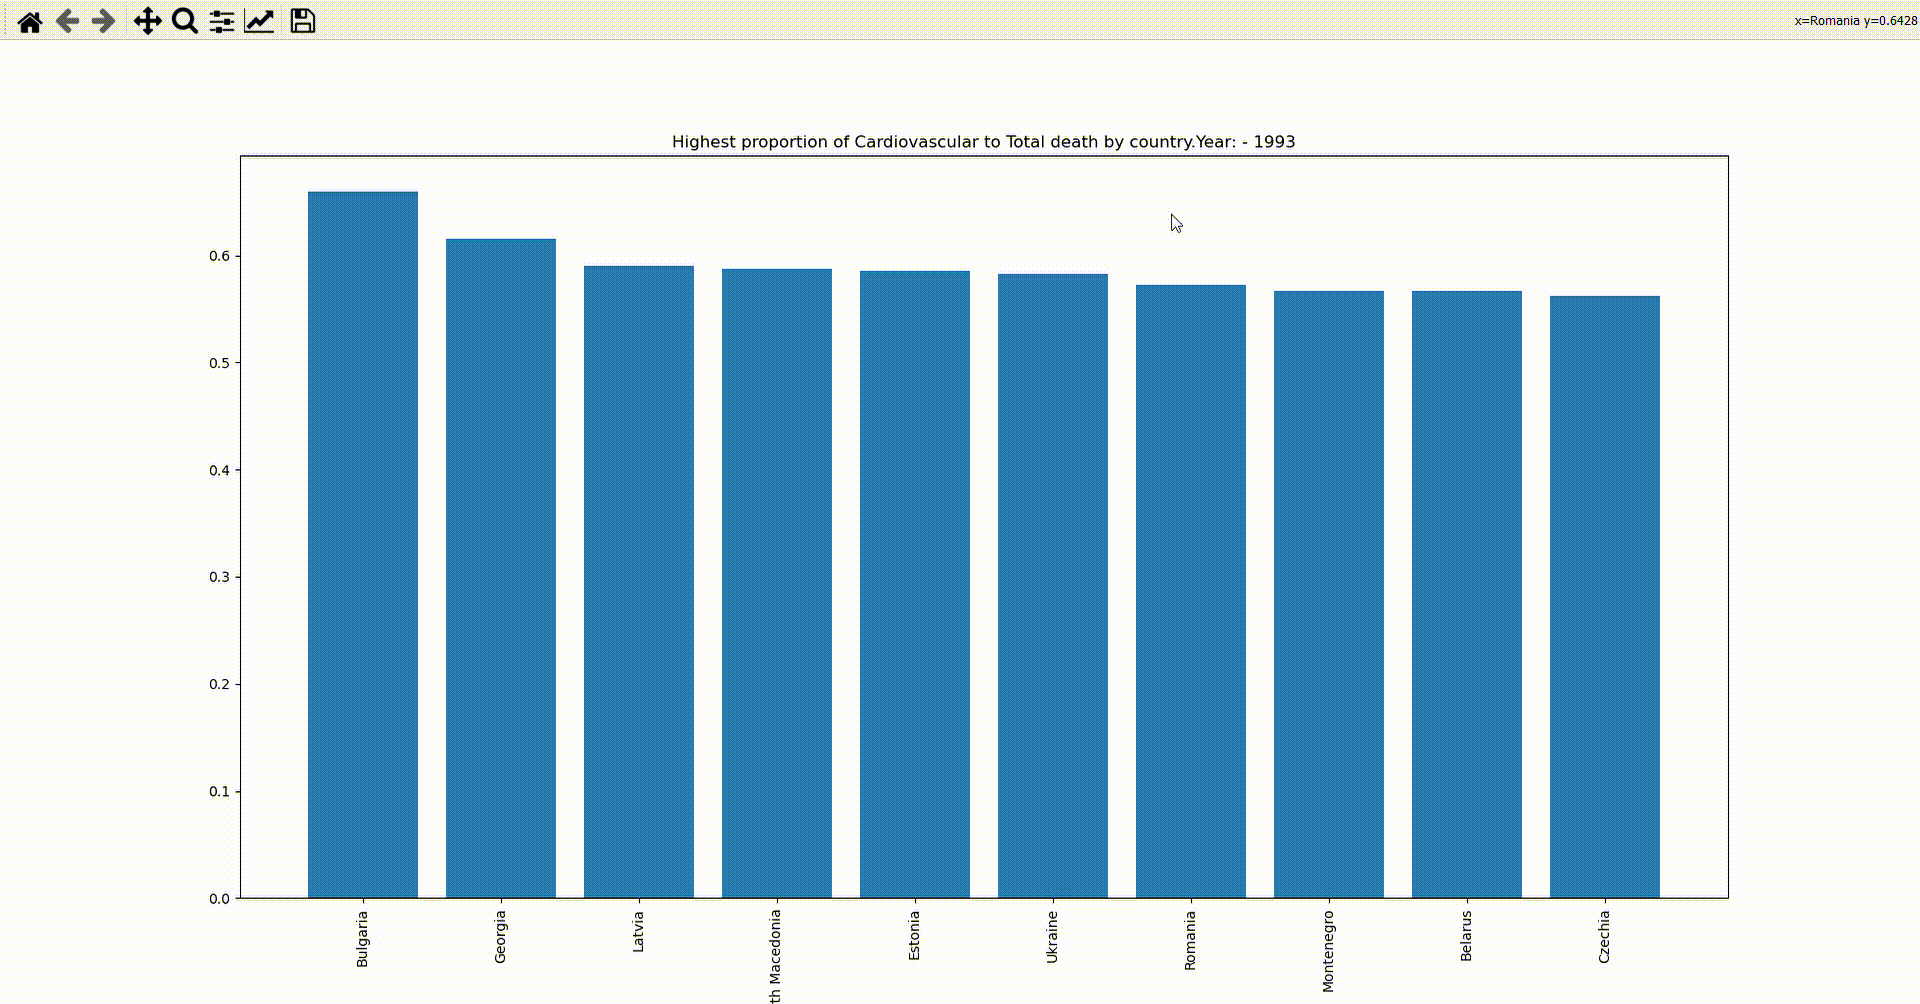 x=Romania y=0.6428
Highest proportion of Cardiovascular to Total death by country.Year: - 1993
0.6
0.5
0.4
0.3
0.2
0.1
0.0
Bulgaria
Georgia
Latvia
th Macedonia
Estonia
Ukraine
Romania
Montenegro
Belarus
Czechia